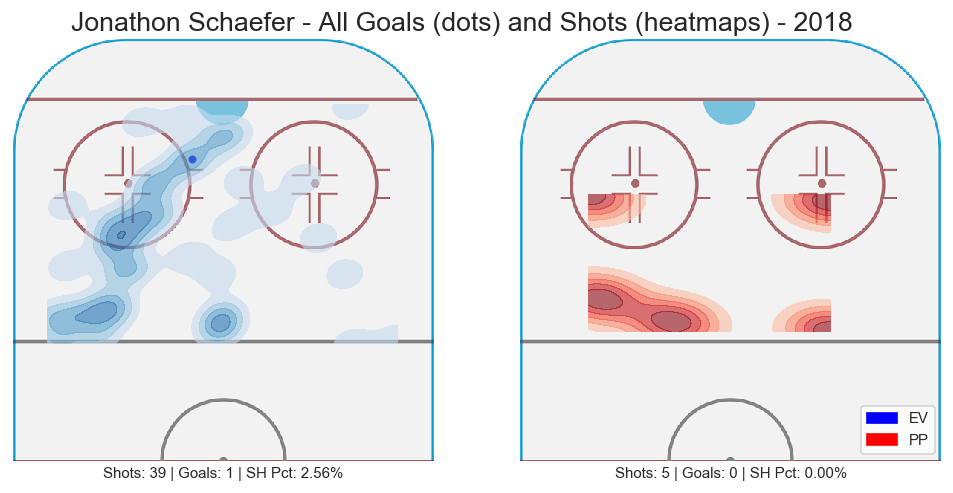 Jonathon Schaefer - All Goals (dots) and Shots (heatmaps) - 2018
EV
PP
Shots: 39 | Goals: 1 | SH Pct: 2.56%
Shots: 5 | Goals: 0 | SH Pct: 0.00%